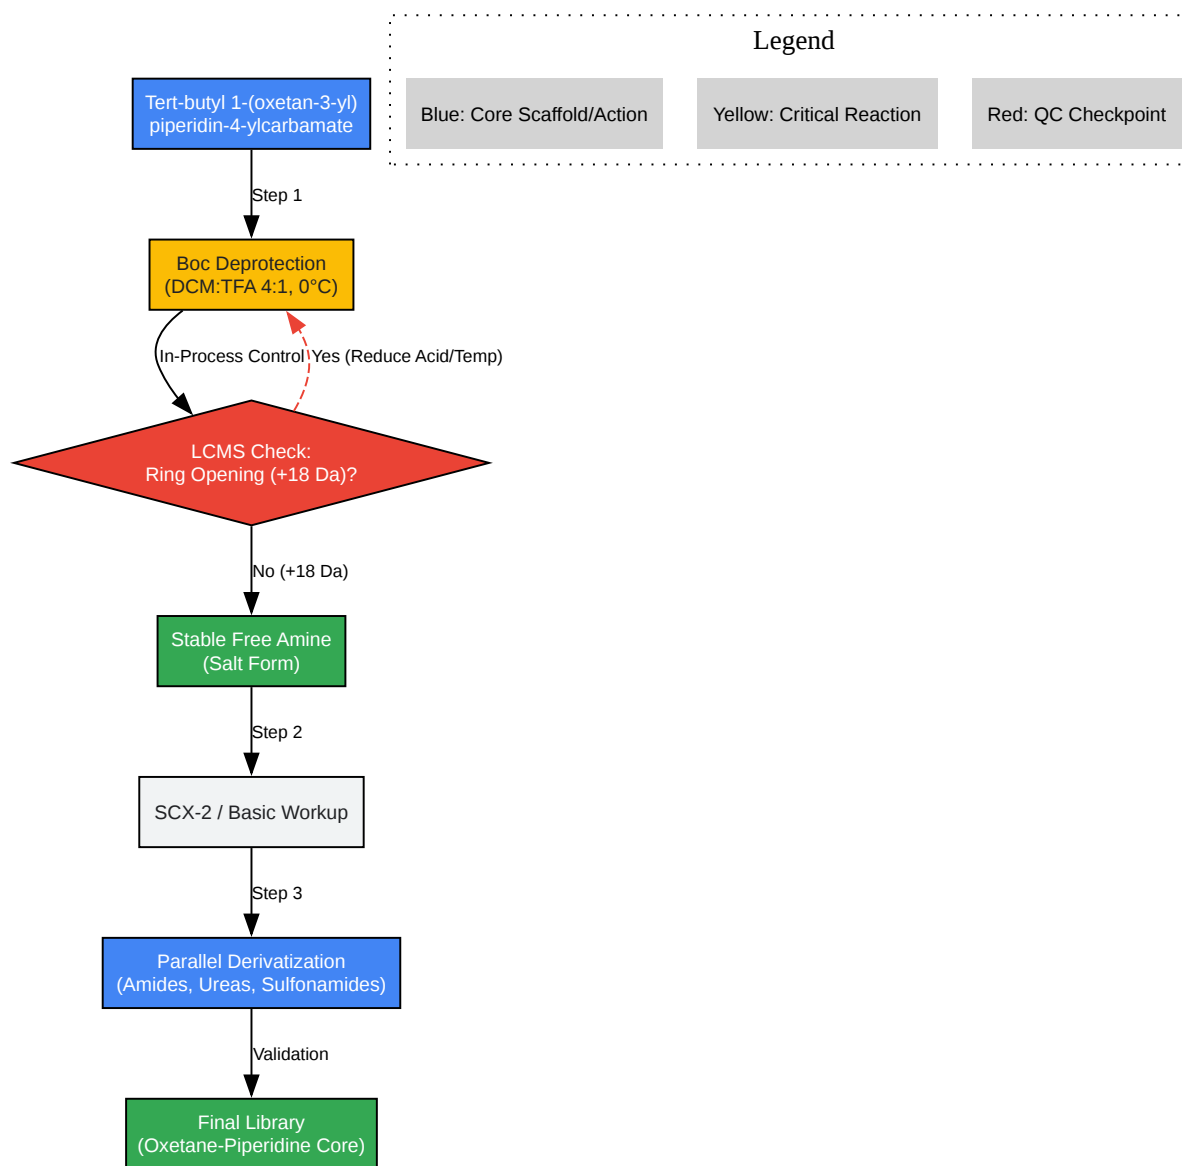 Legend
Blue: Core Scaffold/Action
Yellow: Critical Reaction
Red: QC Checkpoint
Tert-butyl 1-(oxetan-3-yl)
piperidin-4-ylcarbamate
Step 1
Boc Deprotection
(DCM:TFA 4:1, 0°C)
In-Process Control
Yes (Reduce Acid/Temp)
LCMS Check:
Ring Opening (+18 Da)?
No (+18 Da)
Stable Free Amine
(Salt Form)
Step 2
SCX-2 / Basic Workup
Step 3
Parallel Derivatization
(Amides, Ureas, Sulfonamides)
Validation
Final Library
(Oxetane-Piperidine Core)